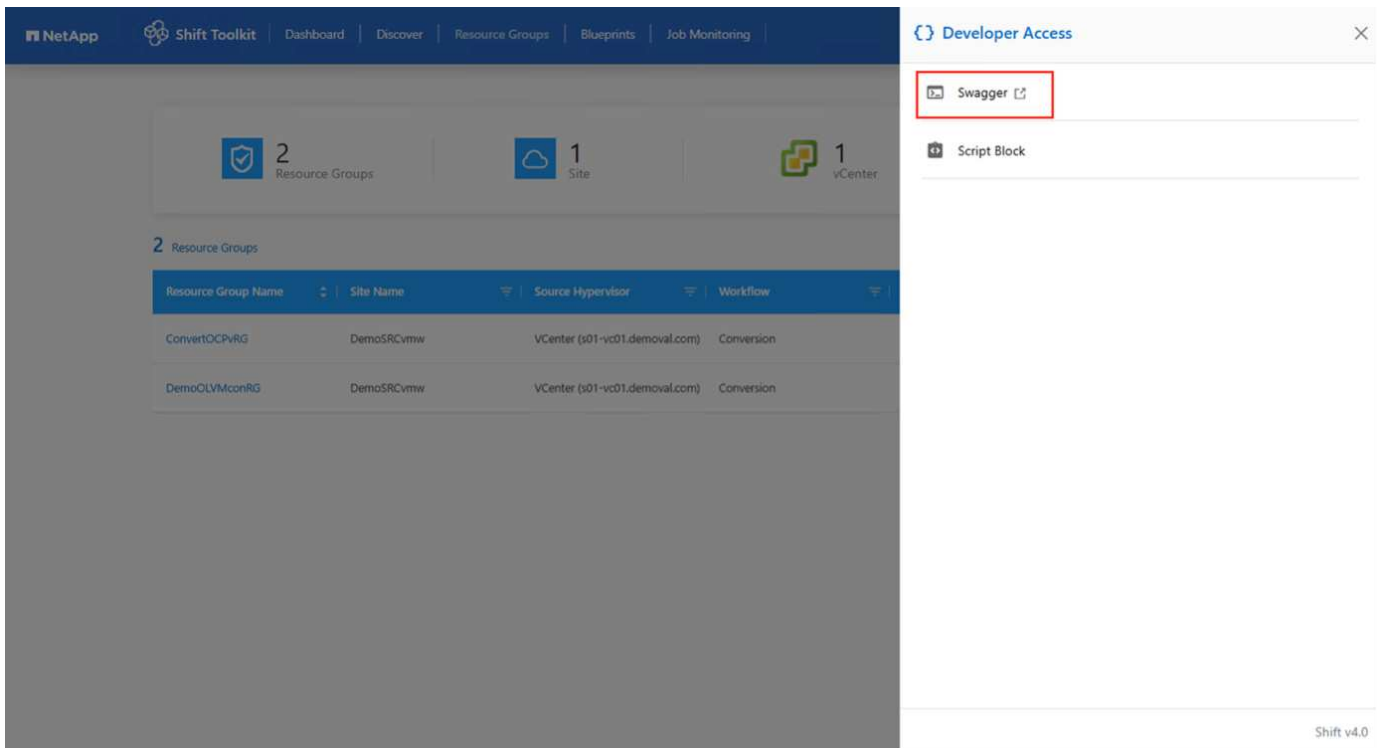 NetApp Shift Toolkit Dashboard Discover Resource Groups Blueprints Job Monitoring
2
Resource Groups
1
Site
1
vCenter
2 Resource Groups
Resource Group Name Site Name Source Hypervisor Workflow
ConvertOCPvRG DemoSRCvmw VCenter (s01-vc01.demoval.com) Conversion
DemoOLVMconRG DemoSRCvmw VCenter (s01-vc01.demoval.com) Conversion
{} Developer Access
Swagger
Script Block
Shift v4.0